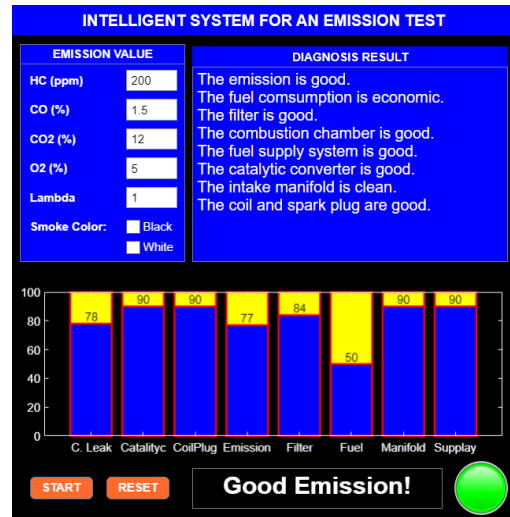 INTELLIGENT SYSTEM FOR AN EMISSION TEST
EMISSION VALUE
HC (ppm) 200
CO (%) 1.5
CO2 (%) 12
O2 (%) 5
Lambda 1
Smoke Color: Black
White
DIAGNOSIS RESULT
The emission is good.
The fuel comsumption is economic.
The filter is good.
The combustion chamber is good.
The fuel supply system is good.
The catalytic converter is good.
The intake manifold is clean.
The coil and spark plug are good.
100
80
60
40
20
0
78 90 90 77 84 50 90 90
C. Leak Catalityc CoilPlug Emission Filter Fuel Manifold Supplay
START RESET Good Emission!